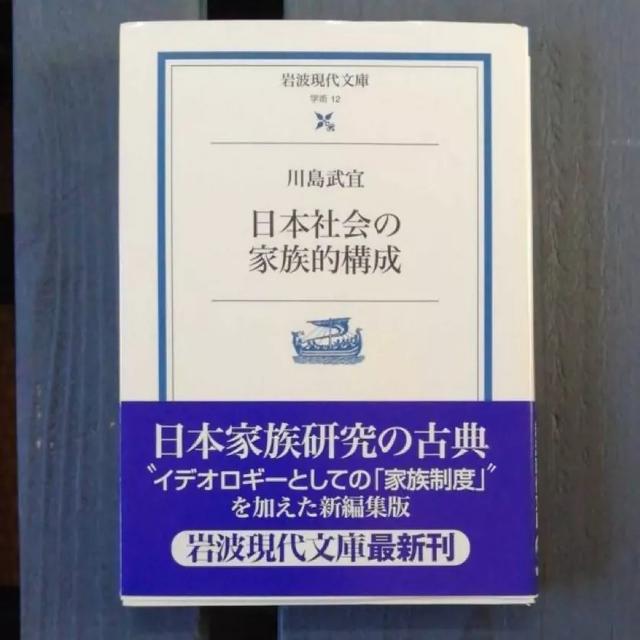 岩波現代文庫
学術 12
川島武宜
日本社会の
家族的構成
日本家族研究の古典
〝イデオロギーとしての「家族制度」〟
を加えた新編集版
岩波現代文庫最新刊